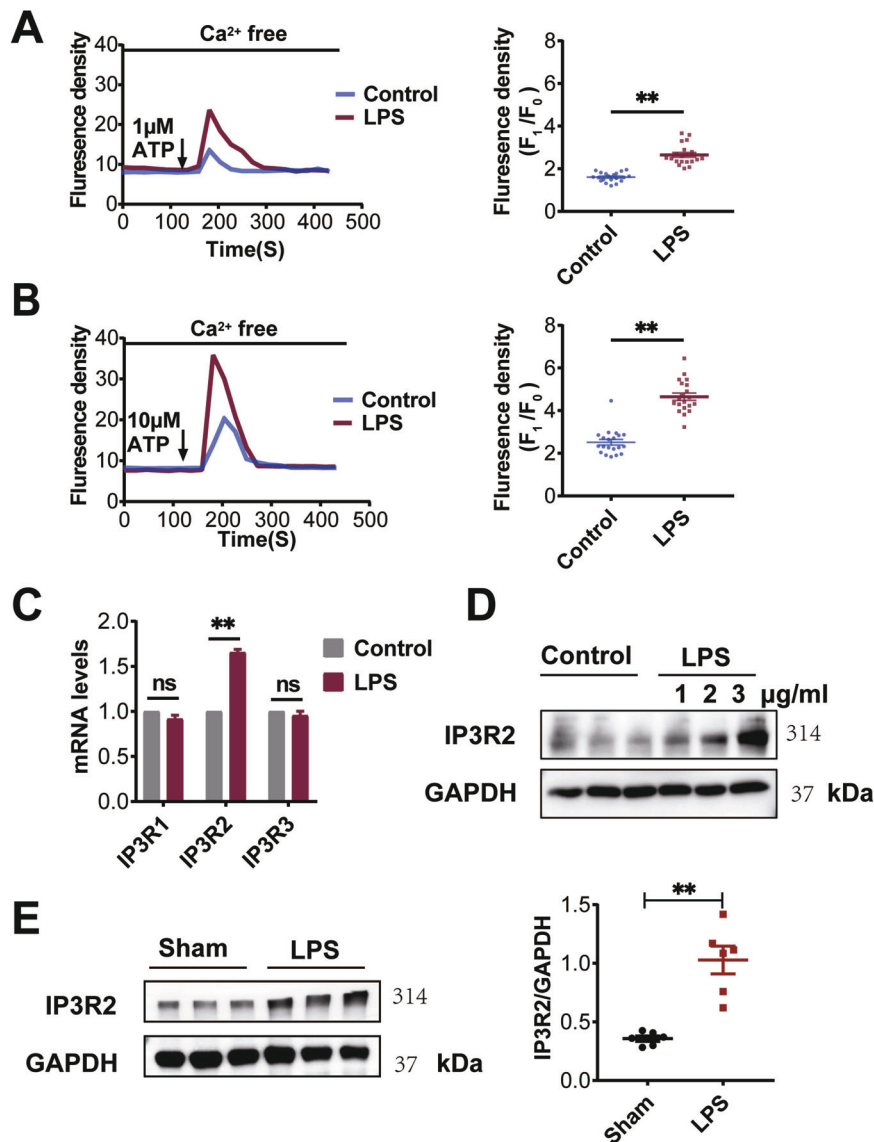 A
Ca²⁺ free
Fluresence density
40
30
20
10
0
1μM
ATP
Control
LPS
0 100 200 300 400 500
Time(S)
Fluresence density
(F₁/F₀)
8
6
4
2
0
**
Control
LPS
B
Ca²⁺ free
Fluresence density
40
30
20
10
0
10μM
ATP
Control
LPS
0 100 200 300 400 500
Time(S)
Fluresence density
(F₁/F₀)
8
6
4
2
0
**
Control
LPS
C
mRNA levels
2.0
1.5
1.0
0.5
0.0
ns
**
ns
Control
LPS
IP3R1
IP3R2
IP3R3
D
Control LPS
1 2 3 μg/ml
IP3R2 314
GAPDH 37 kDa
E
Sham LPS
IP3R2 314
GAPDH 37 kDa
IP3R2/GAPDH
1.5
1.0
0.5
0.0
**
Sham
LPS